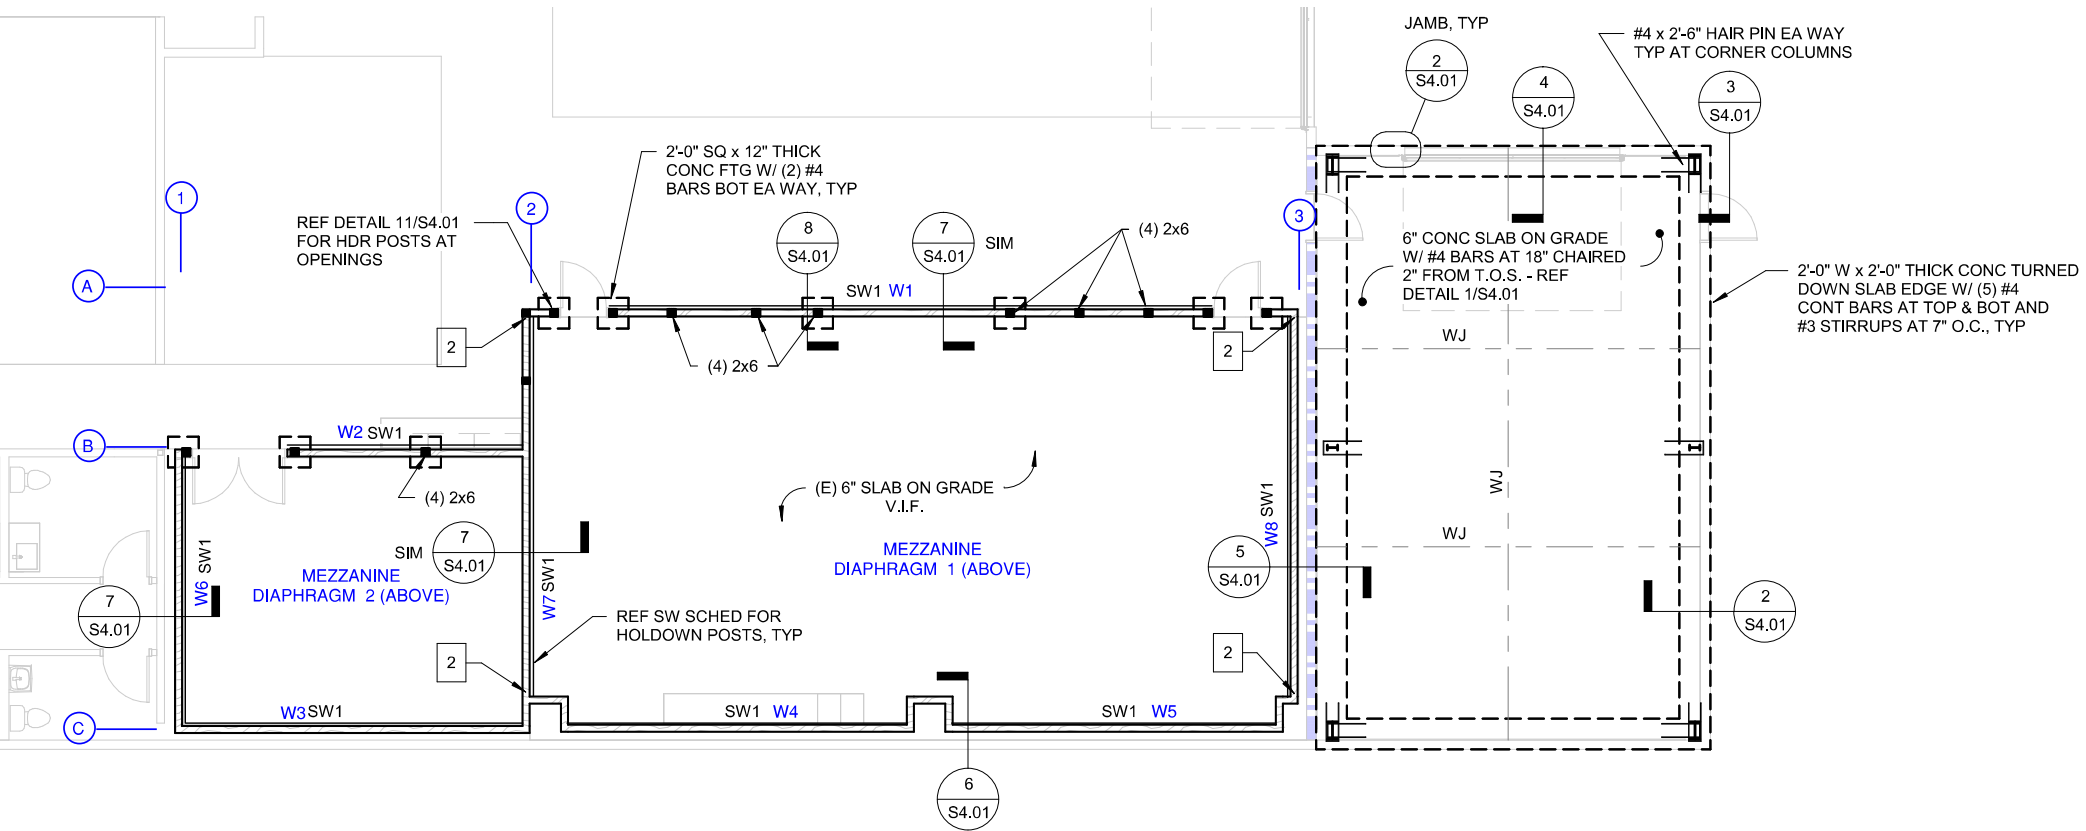 JAMB, TYP
2
S4.01
4
S4.01
#4 x 2'-6" HAIR PIN EA WAY
TYP AT CORNER COLUMNS
3
S4.01
2'-0" SQ x 12" THICK
CONC FTG W/ (2) #4
BARS BOT EA WAY, TYP
1
2
3
REF DETAIL 11/S4.01
FOR HDR POSTS AT
OPENINGS
8
S4.01
7
S4.01
SIM
(4) 2x6
6" CONC SLAB ON GRADE
W/ #4 BARS AT 18" CHAIRED
2" FROM T.O.S. - REF
DETAIL 1/S4.01
2'-0" W x 2'-0" THICK CONC TURNED
DOWN SLAB EDGE W/ (5) #4
CONT BARS AT TOP & BOT AND
#3 STIRRUPS AT 7" O.C., TYP
A
SW1 W1
2
(4) 2x6
2
WJ
B
W2 SW1
(4) 2x6
(E) 6" SLAB ON GRADE
V.I.F.
WJ
SW1
W8
SIM
7
S4.01
MEZZANINE
DIAPHRAGM 1 (ABOVE)
5
S4.01
WJ
W6 SW1
MEZZANINE
DIAPHRAGM 2 (ABOVE)
W7 SW1
7
S4.01
REF SW SCHED FOR
HOLDOWN POSTS, TYP
2
S4.01
2
2
C
W3 SW1
SW1 W4
SW1 W5
6
S4.01